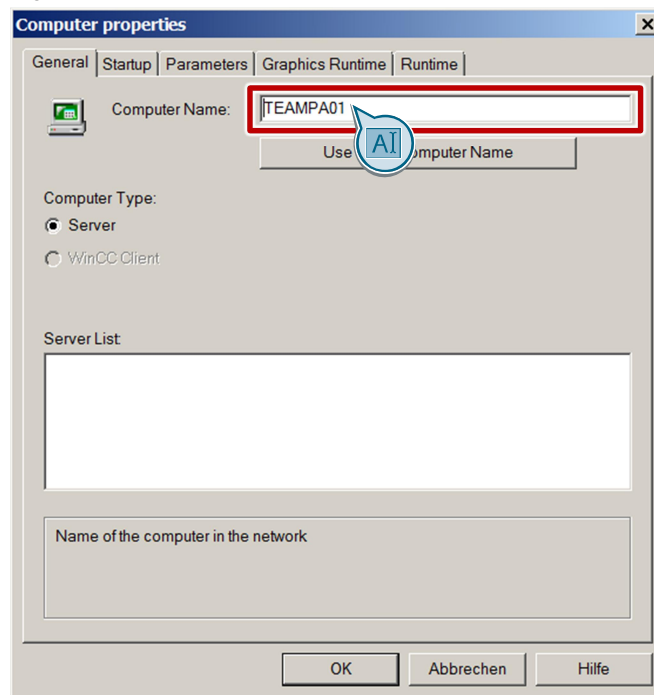 Computer properties
General Startup Parameters Graphics Runtime Runtime
Computer Name: TEAMPA01
AI
Use Computer Name
Computer Type:
Server
WinCC Client
Server List:
Name of the computer in the network
OK Abbrechen Hilfe